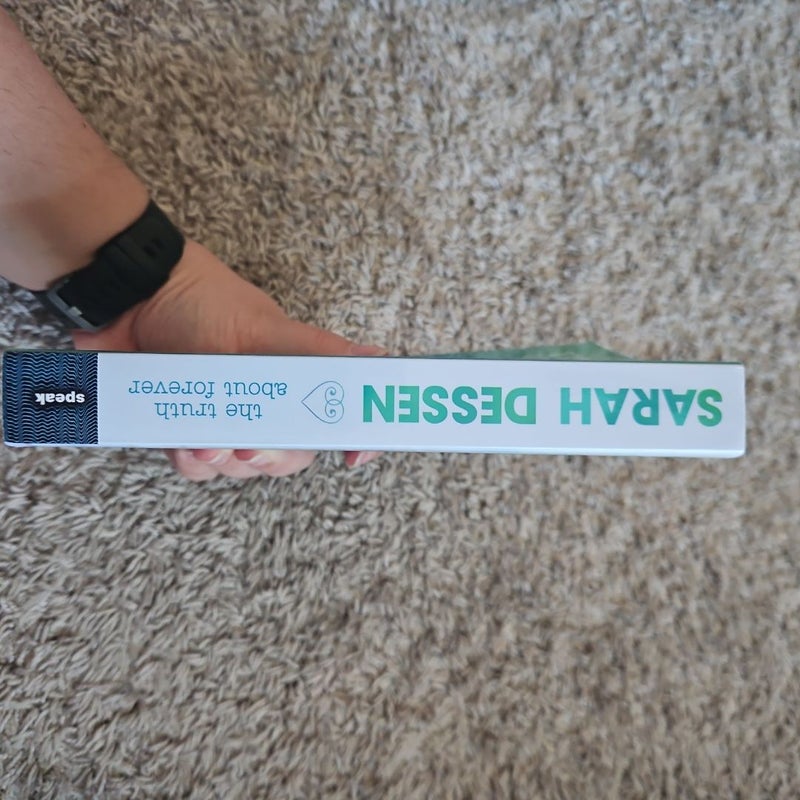 SARAH DESSEN
the truth
about forever
speak